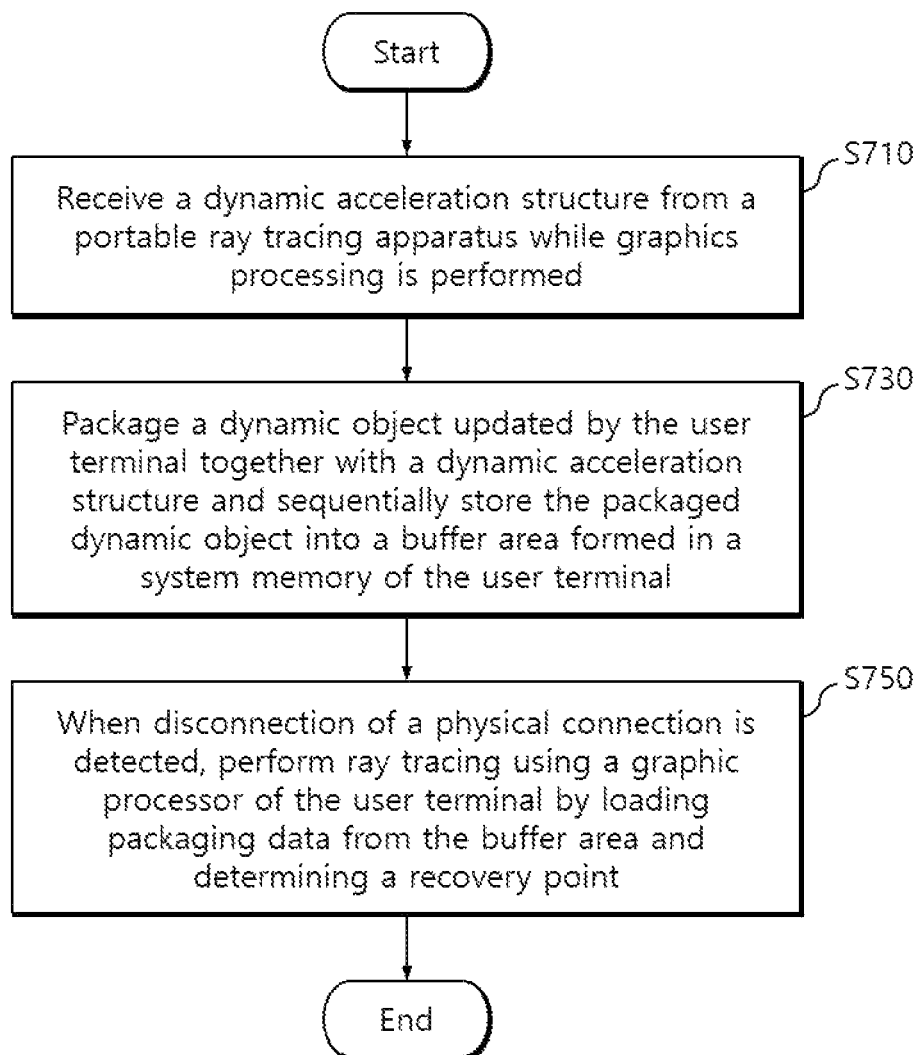 Start
S710
Receive a dynamic acceleration structure from a
portable ray tracing apparatus while graphics
processing is performed
S730
Package a dynamic object updated by the user
terminal together with a dynamic acceleration
structure and sequentially store the packaged
dynamic object into a buffer area formed in a
system memory of the user terminal
S750
When disconnection of a physical connection is
detected, perform ray tracing using a graphic
processor of the user terminal by loading
packaging data from the buffer area and
determining a recovery point
End